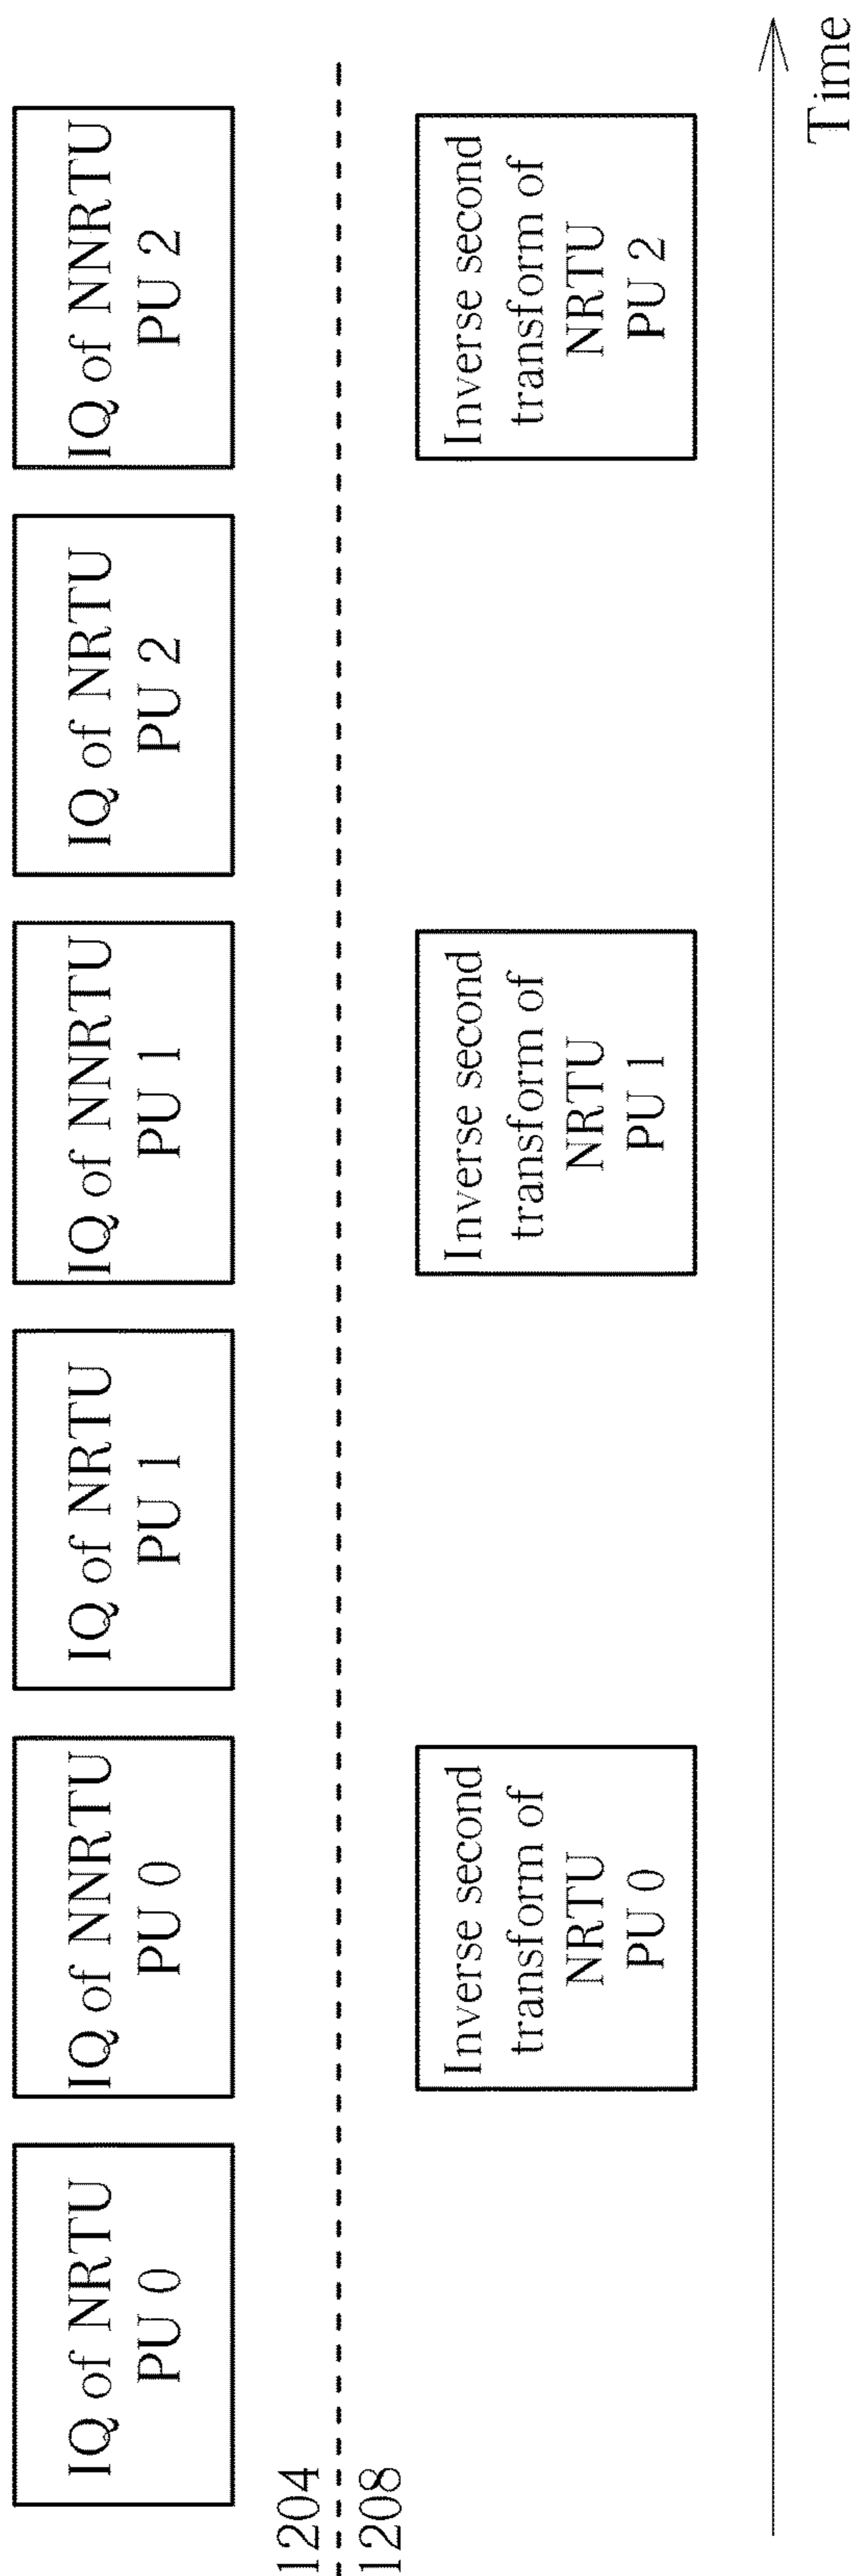 IQ of NRTU
PU 0
IQ of NNRTU
PU 0
IQ of NRTU
PU 1
IQ of NNRTU
PU 1
IQ of NRTU
PU 2
IQ of NNRTU
PU 2
1204
1208
Inverse second
transform of
NRTU
PU 0
Inverse second
transform of
NRTU
PU 1
Inverse second
transform of
NRTU
PU 2
Time